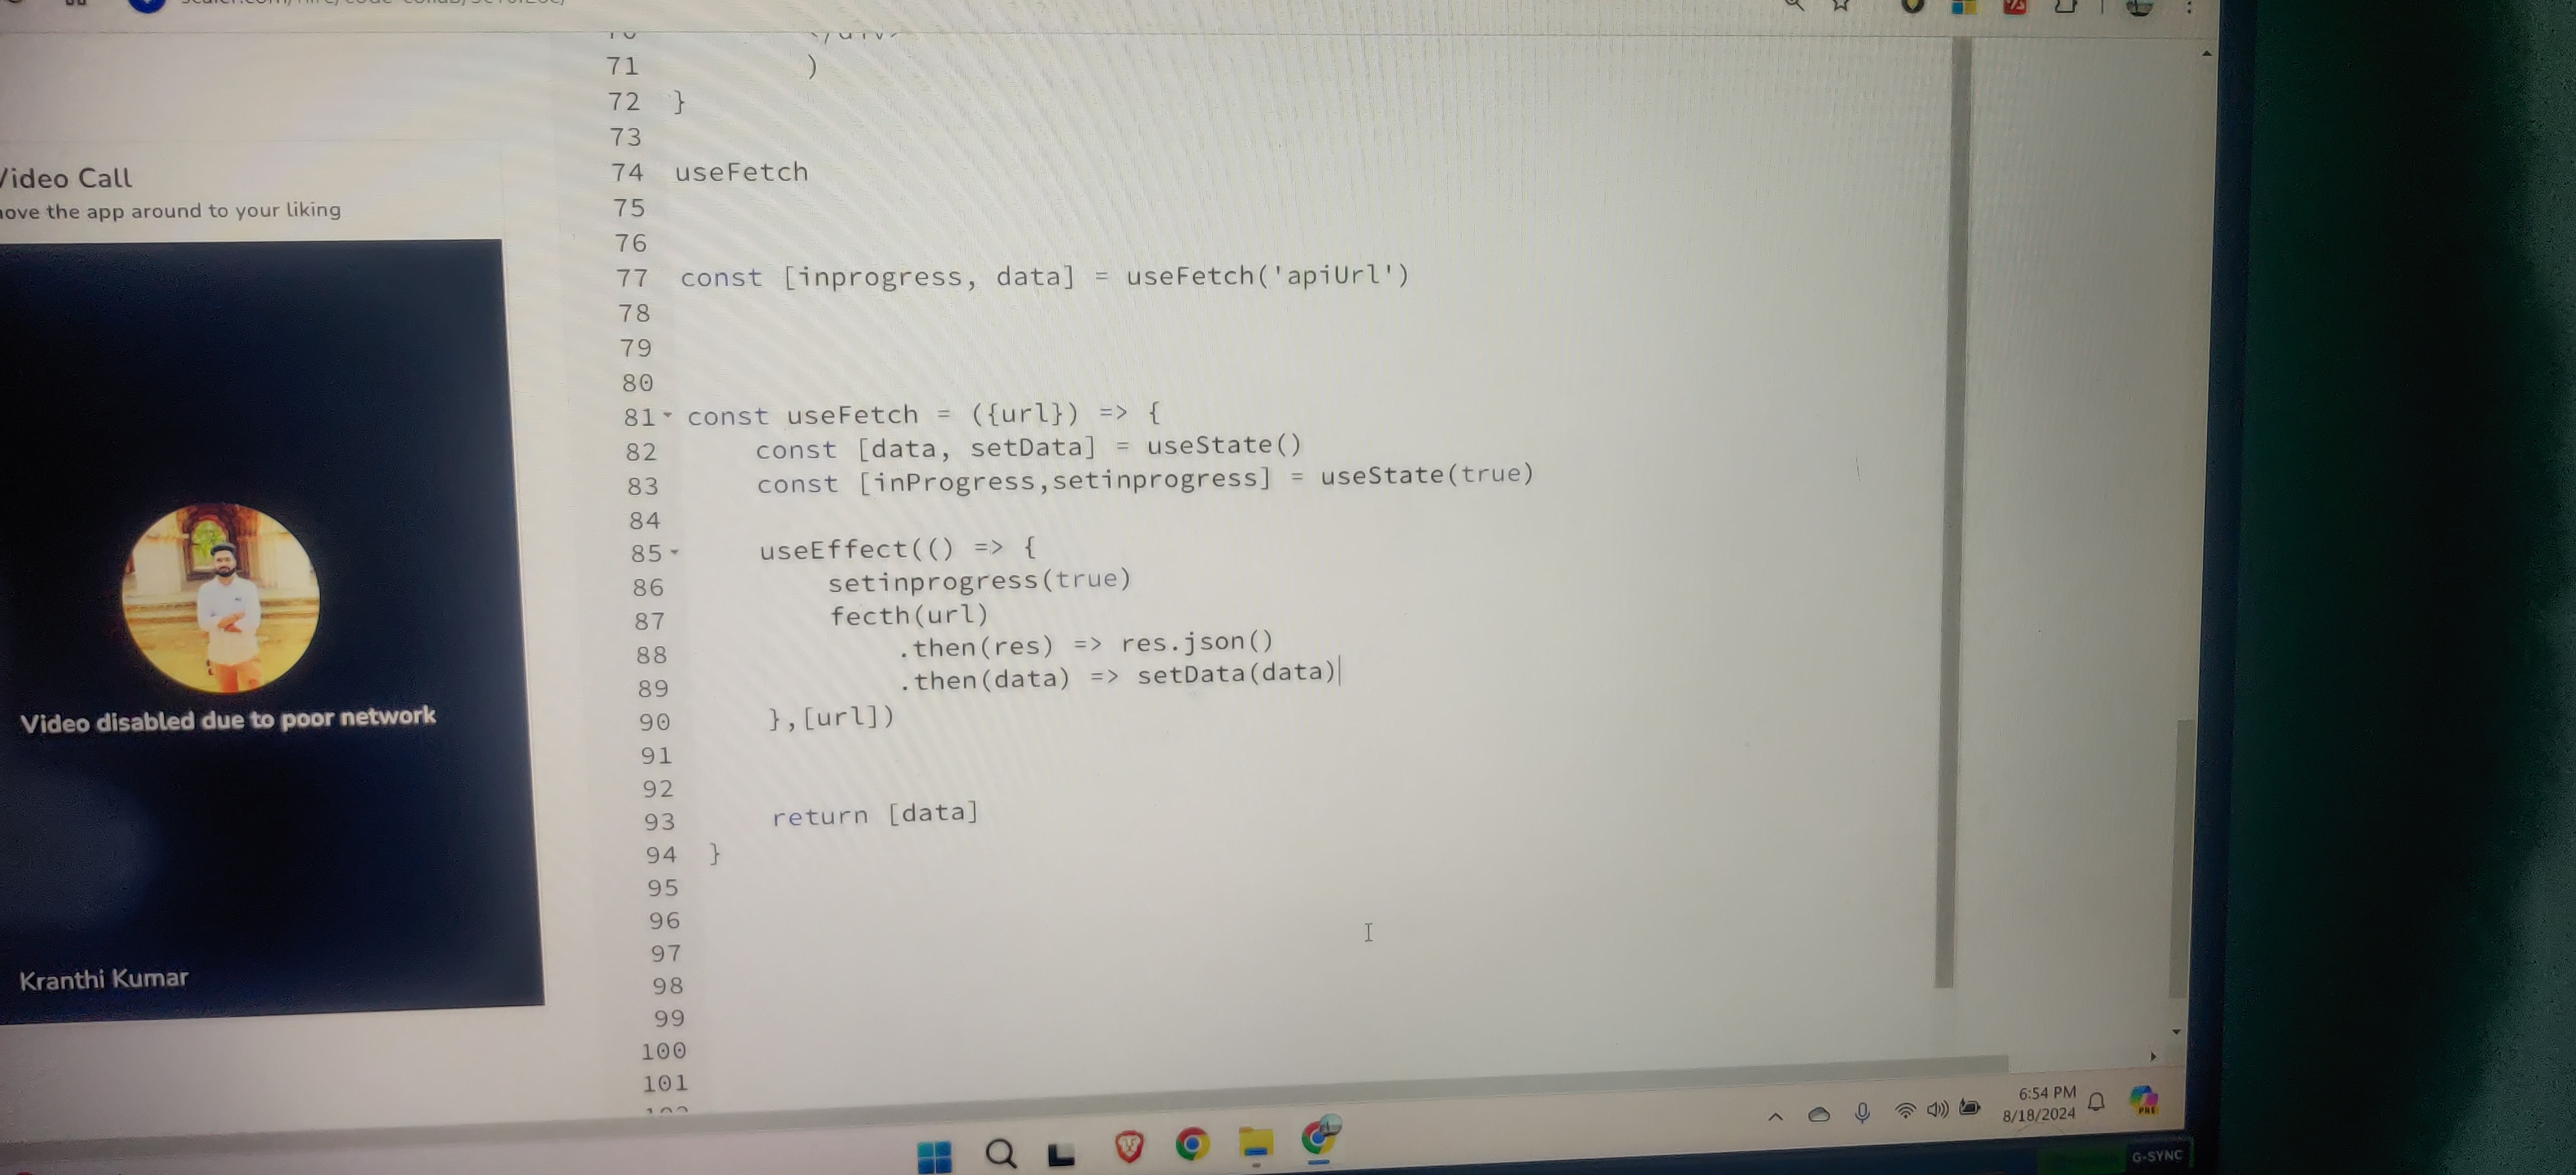 71 )
72 }
73
74 useFetch
75
76
77 const [inprogress, data] = useFetch('apiUrl')
78
79
80
81 const useFetch = ({url}) => {
82 const [data, setData] = useState()
83 const [inProgress,setinprogress] = useState(true)
84
85 useEffect(() => {
86 setinprogress(true)
87 fecth(url)
88 .then(res) => res.json()
89 .then(data) => setData(data)
90 },[url])
91
92
93 return [data]
94 }
95
96
97
98
99
100
101
Video Call
move the app around to your liking
Video disabled due to poor network
Kranthi Kumar
6:54 PM
8/18/2024
PRE
G-SYNC